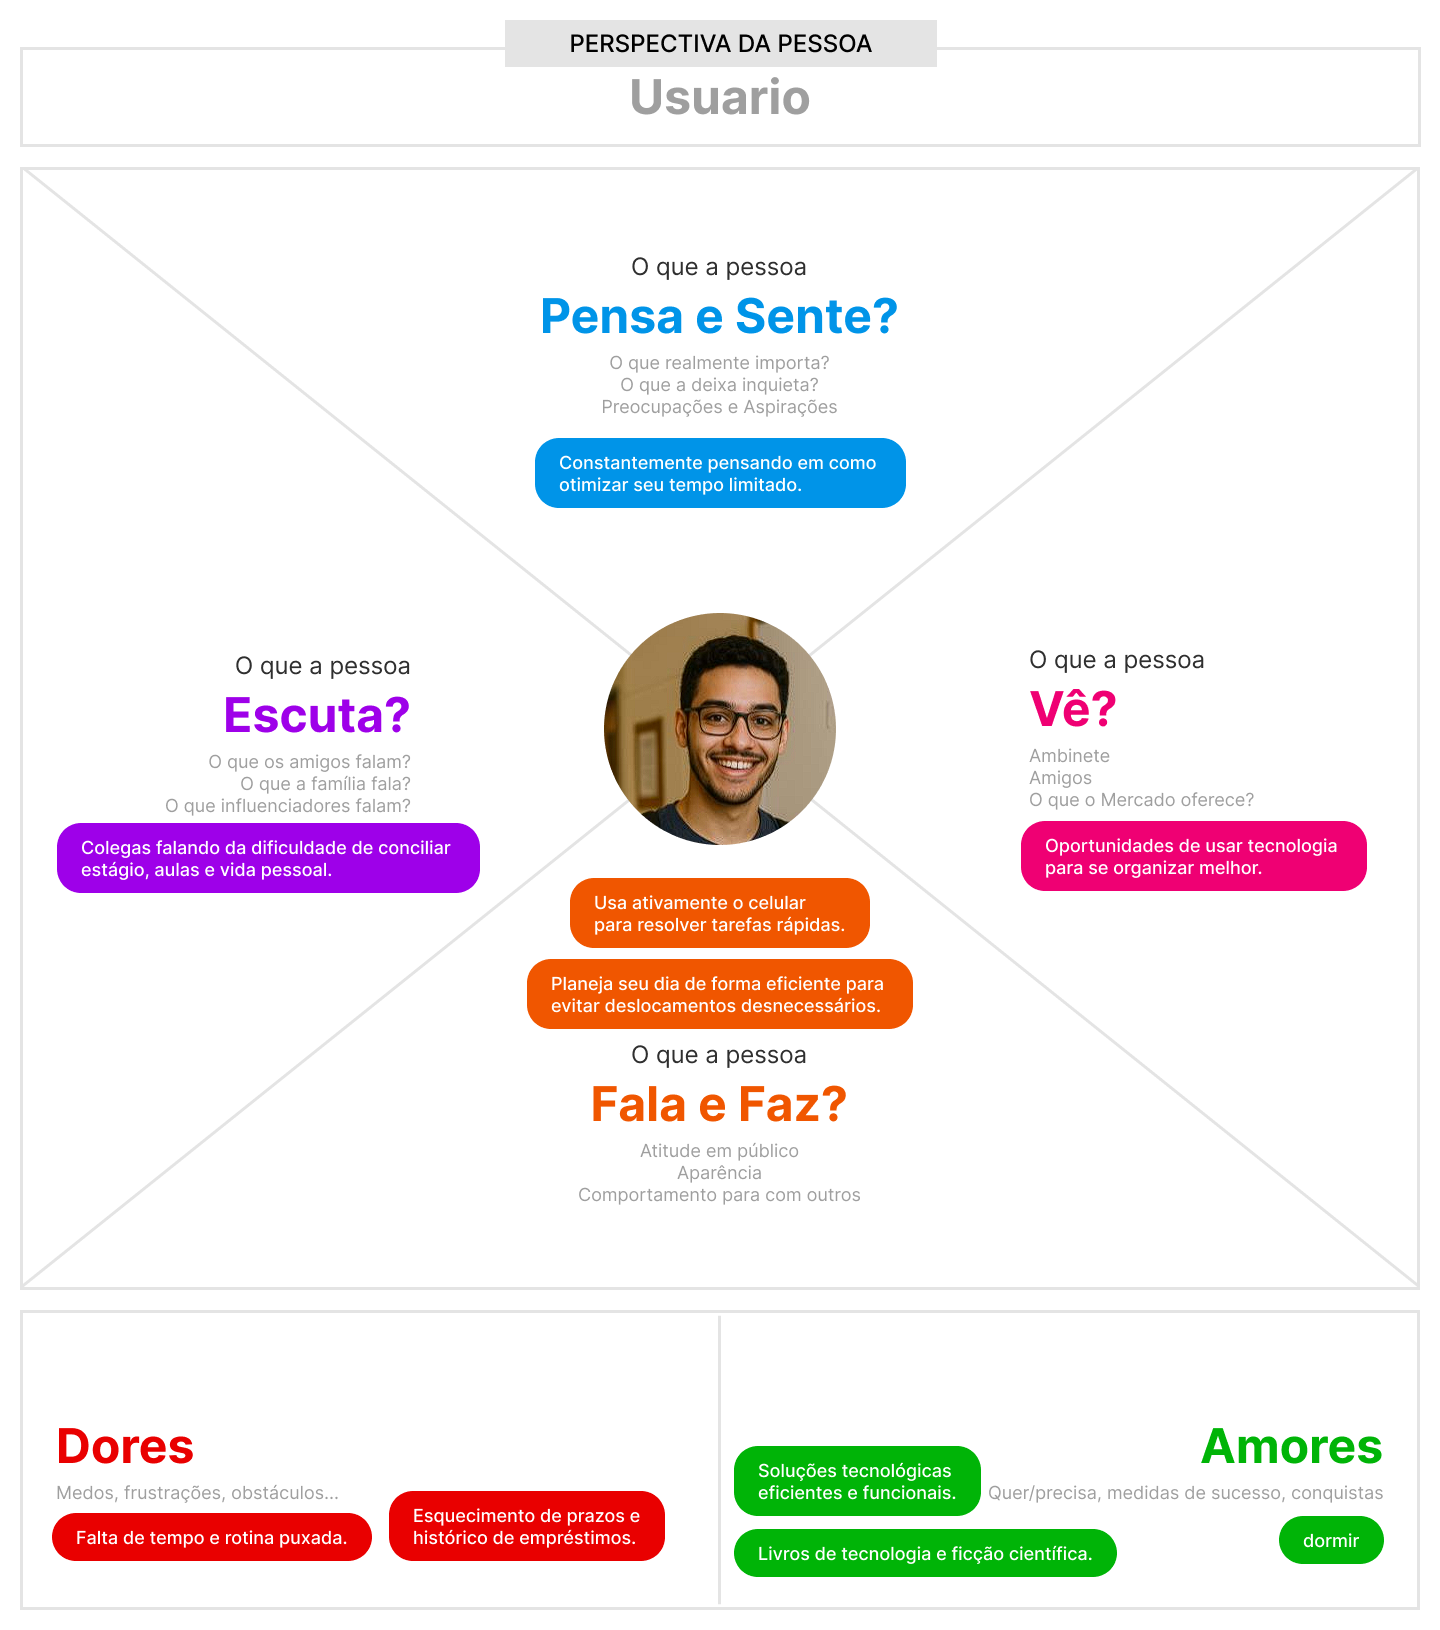 PERSPECTIVA DA PESSOA
Usuario
O que a pessoa
Pensa e Sente?
O que realmente importa?
O que a deixa inquieta?
Preocupações e Aspirações
Constantemente pensando em como
otimizar seu tempo limitado.
O que a pessoa
Escuta?
O que os amigos falam?
O que a família fala?
O que influenciadores falam?
Colegas falando da dificuldade de conciliar
estágio, aulas e vida pessoal.
O que a pessoa
Vê?
Ambinete
Amigos
O que o Mercado oferece?
Oportunidades de usar tecnologia
para se organizar melhor.
Usa ativamente o celular
para resolver tarefas rápidas.
Planeja seu dia de forma eficiente para
evitar deslocamentos desnecessários.
O que a pessoa
Fala e Faz?
Atitude em público
Aparência
Comportamento para com outros
Dores
Medos, frustrações, obstáculos...
Falta de tempo e rotina puxada.
Esquecimento de prazos e
histórico de empréstimos.
Amores
Quer/precisa, medidas de sucesso, conquistas
Soluções tecnológicas
eficientes e funcionais.
Livros de tecnologia e ficção científica.
dormir